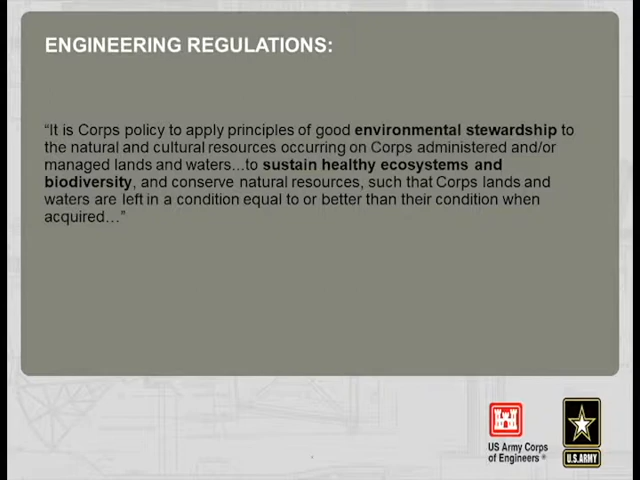 ENGINEERING REGULATIONS:
“It is Corps policy to apply principles of good environmental stewardship to
the natural and cultural resources occurring on Corps administered and/or
managed lands and waters...to sustain healthy ecosystems and
biodiversity, and conserve natural resources, such that Corps lands and
waters are left in a condition equal to or better than their condition when
acquired…”
US Army Corps
of Engineers ®
U.S.ARMY